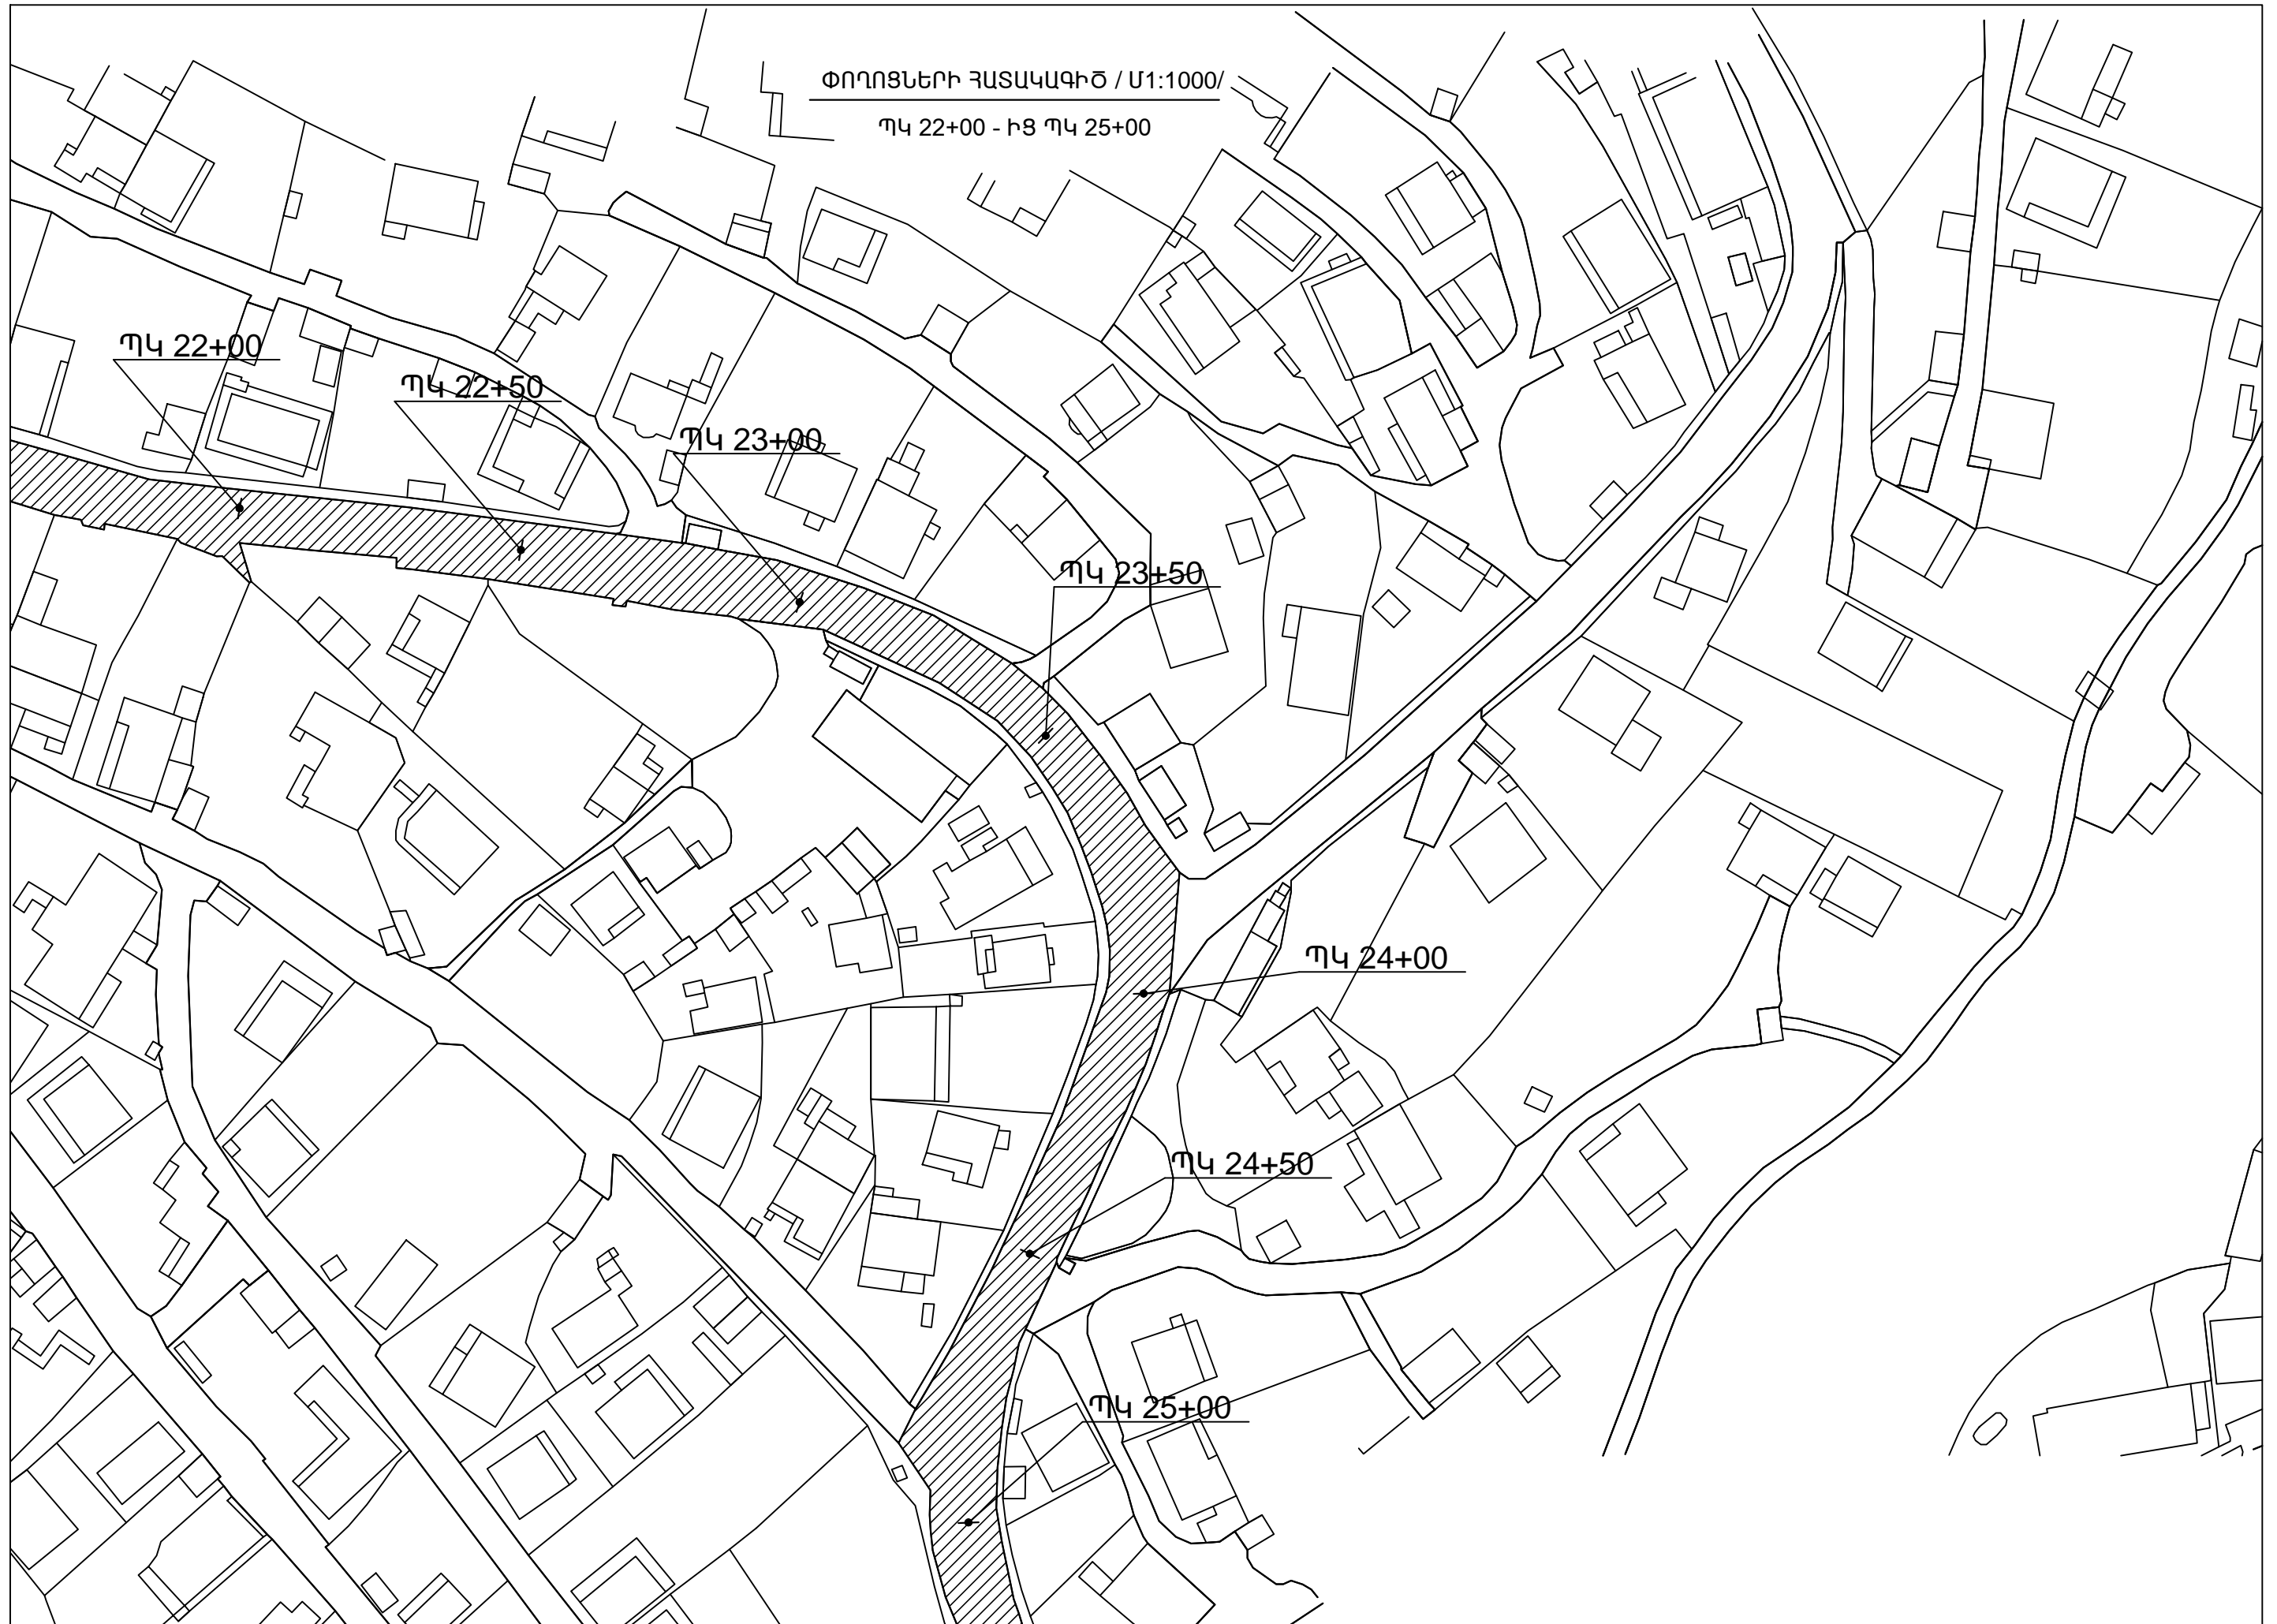 ՓՈՂՈՑՆԵՐԻ ՀԱՏԱԿԱԳԻԾ / Մ1:1000/
ՊԿ 22+00 - ԻՑ ՊԿ 25+00
ՊԿ 22+00
ՊԿ 22+50
ՊԿ 23+00
ՊԿ 23+50
ՊԿ 24+00
ՊԿ 24+50
ՊԿ 25+00